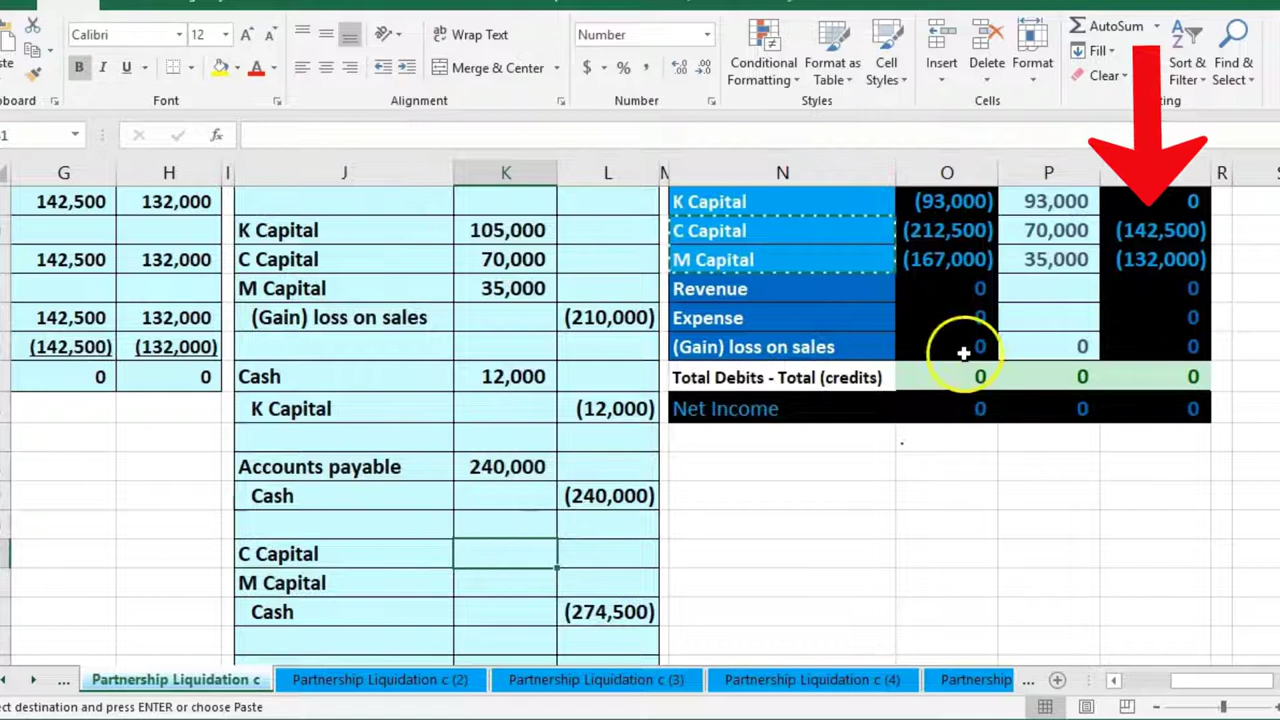 Calibri 12 Wrap Text Number AutoSum
Fill
B I U Merge & Center $ % Conditional Formatting Format as Table Cell Styles Insert Delete Format Clear Sort & Filter Find & Select
Font Alignment Number Styles Cells
fx
G H I J K L M N O P R
142,500 132,000 K Capital (93,000) 93,000 0
K Capital 105,000 C Capital (212,500) 70,000 (142,500)
142,500 132,000 C Capital 70,000 M Capital (167,000) 35,000 (132,000)
M Capital 35,000 Revenue 0 0
142,500 132,000 (Gain) loss on sales (210,000) Expense 0 0
(142,500) (132,000) (Gain) loss on sales 0 0 0
0 0 Cash 12,000 Total Debits - Total (credits) 0 0 0
K Capital (12,000) Net Income 0 0 0
Accounts payable 240,000
Cash (240,000)
C Capital
M Capital
Cash (274,500)
... Partnership Liquidation c Partnership Liquidation c (2) Partnership Liquidation c (3) Partnership Liquidation c (4) Partnership ...
destination and press ENTER or choose Paste